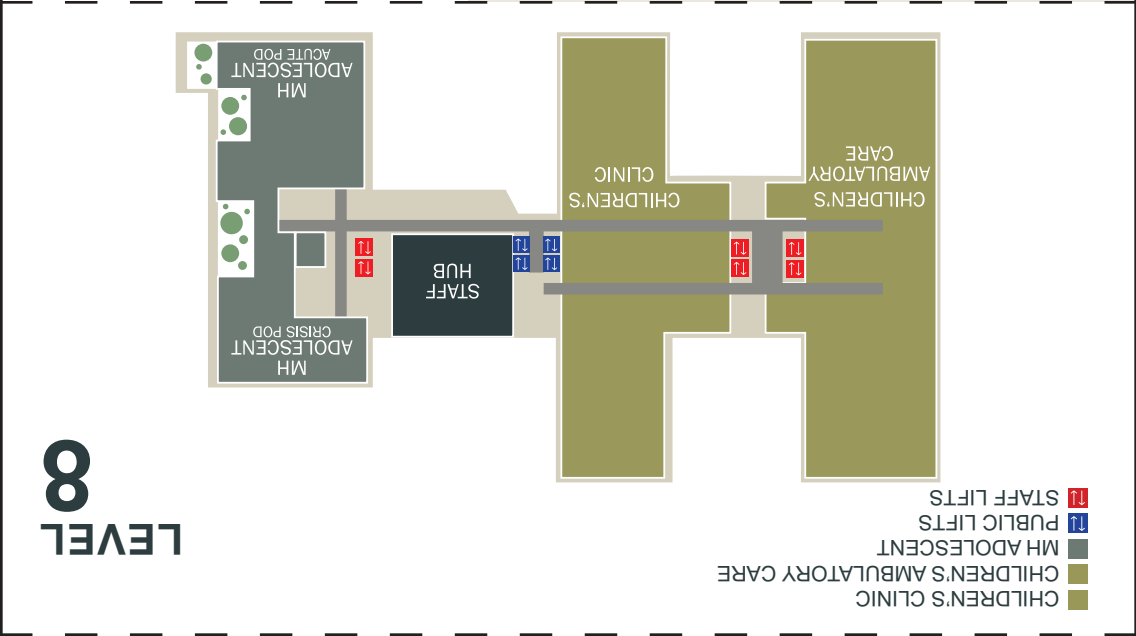 CHILDREN'S CLINIC
CHILDREN'S AMBULATORY CARE
MH ADOLESCENT
PUBLIC LIFTS
STAFF LIFTS
LEVEL
8
CHILDREN'S
AMBULATORY
CARE
CHILDREN'S
CLINIC
STAFF
HUB
MH
ADOLESCENT
CRISIS POD
MH
ADOLESCENT
ACUTE POD